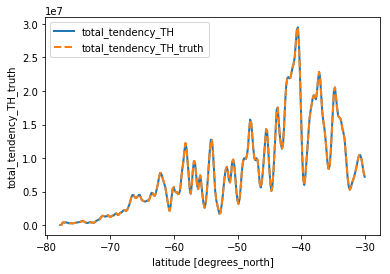 1e7
total_tendency_TH
total_tendency_TH_truth
3.0
2.5
2.0
1.5
1.0
0.5
0.0
total_tendency_TH_truth
−80 −70 −60 −50 −40 −30
latitude [degrees_north]